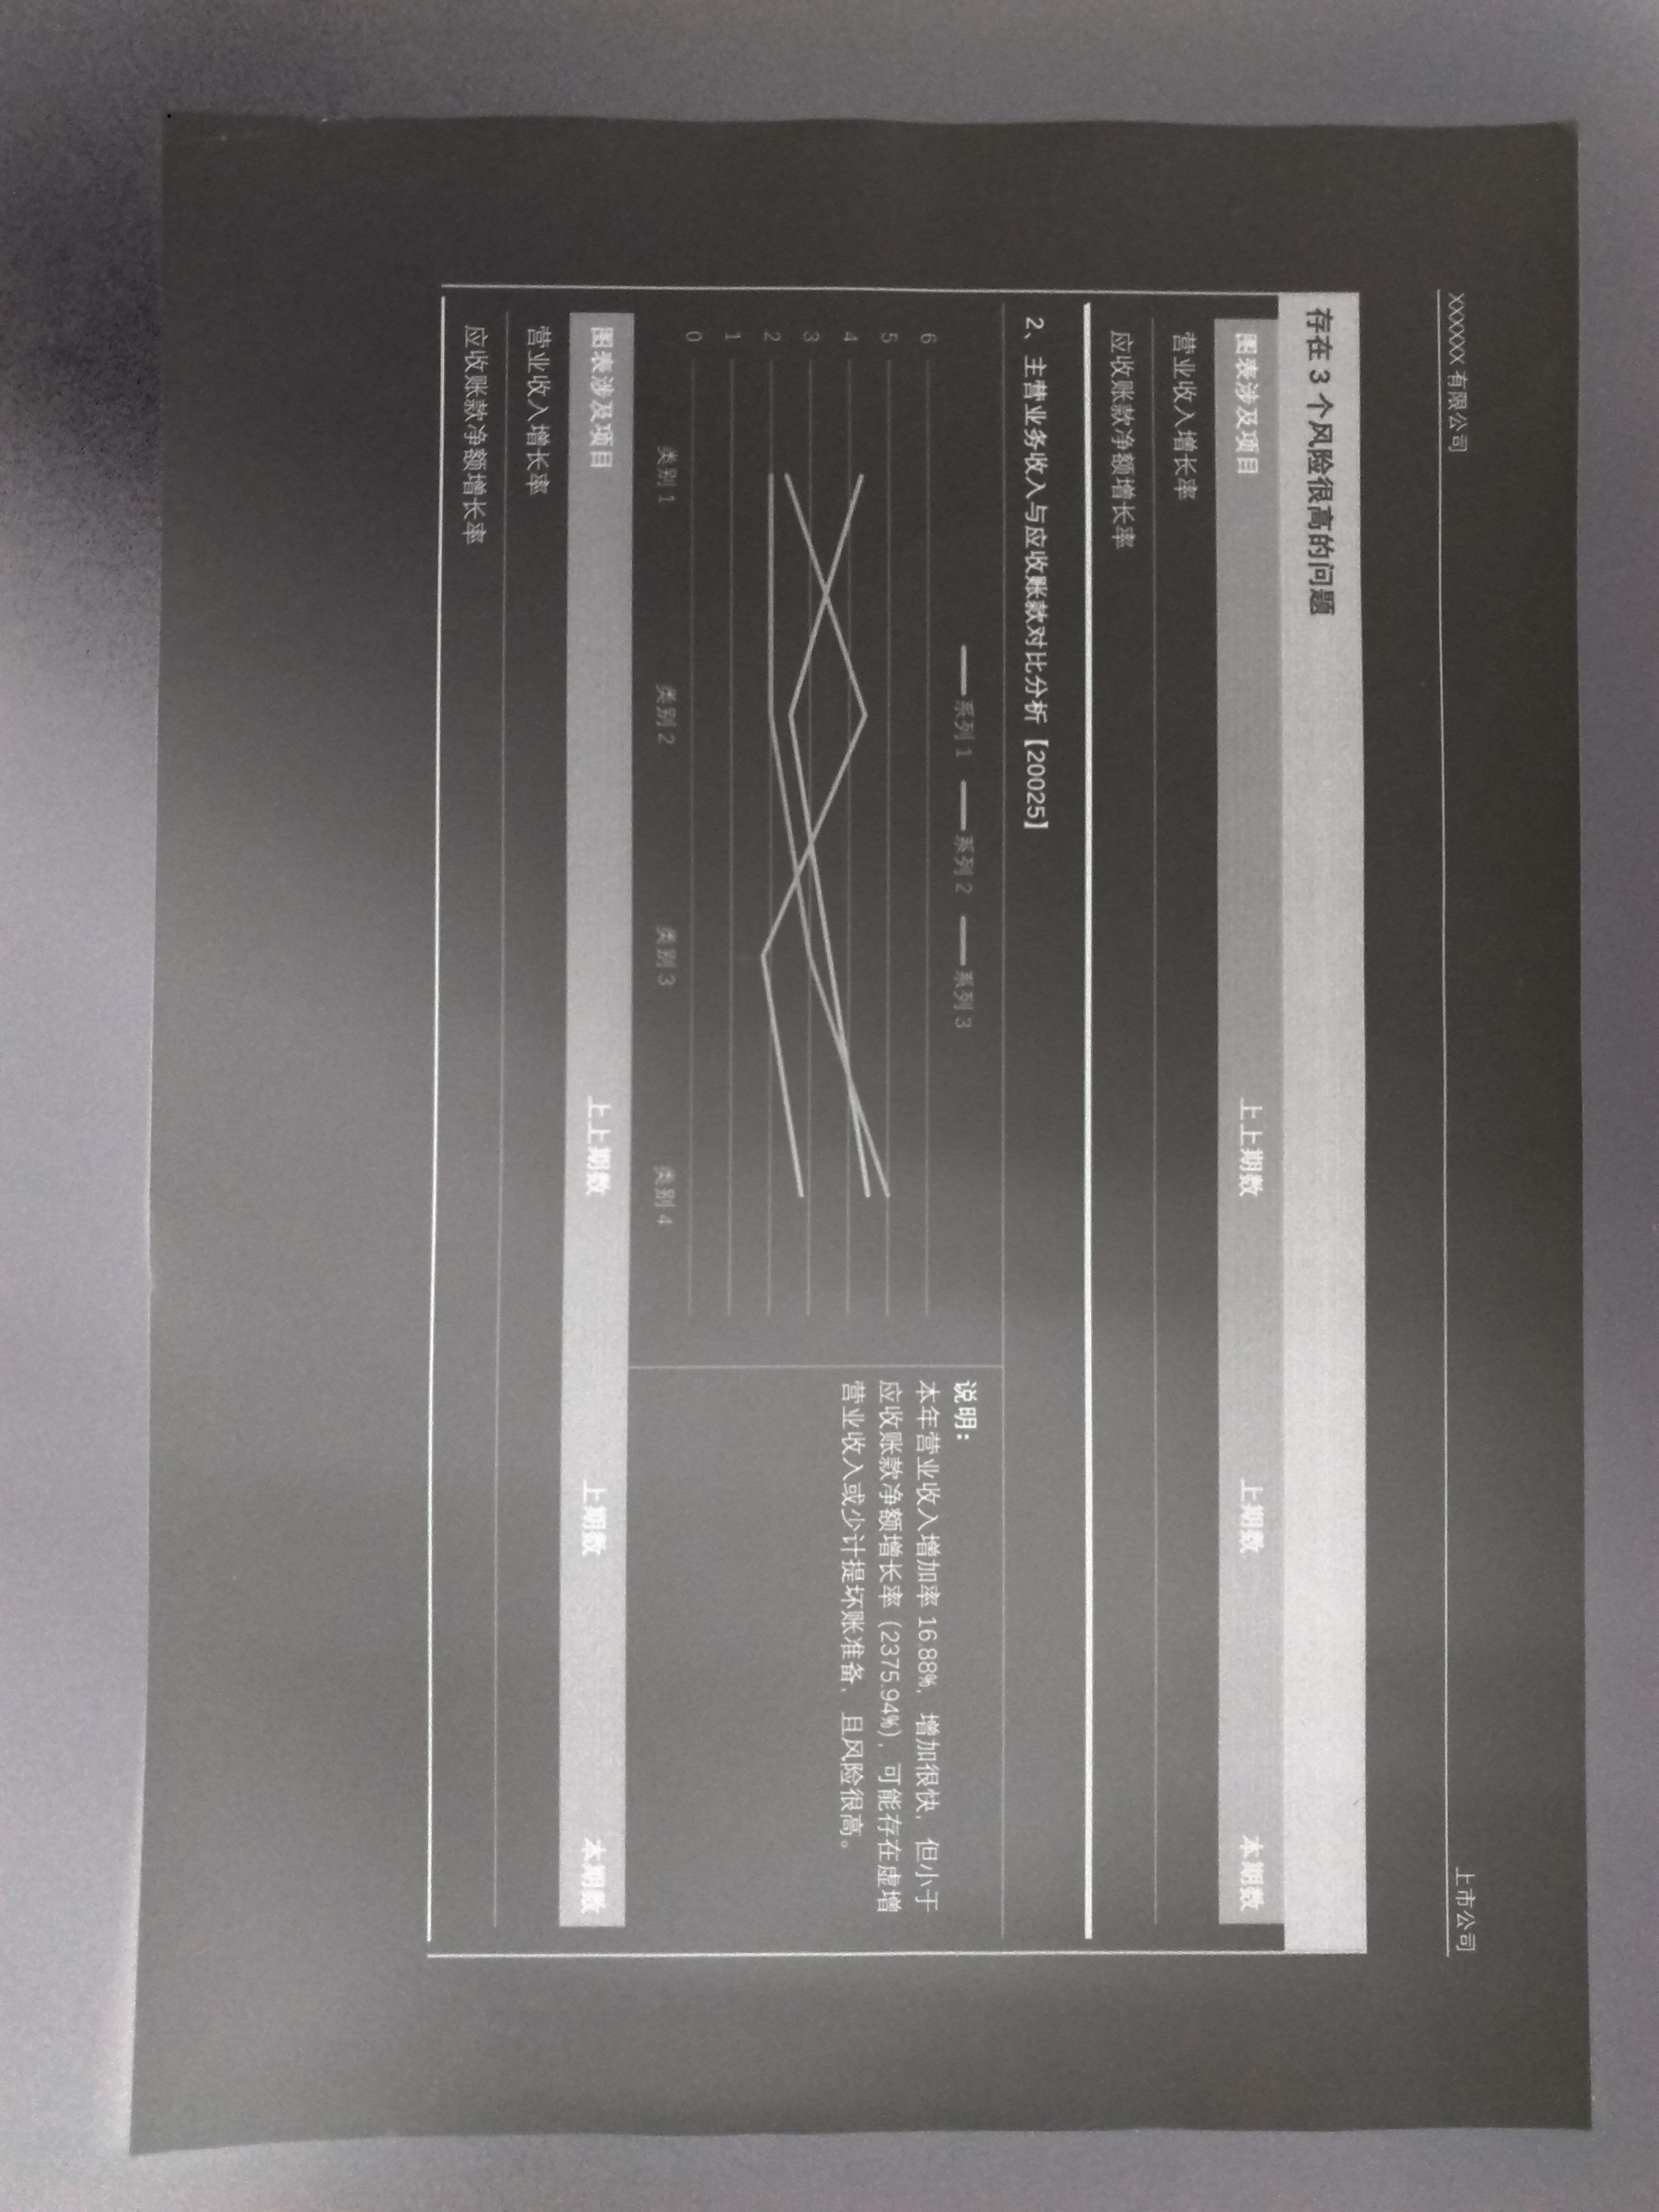 XXXXXX 有限公司 上市公司
存在 3 个风险很高的问题
图表涉及项目 上上期数 上期数 本期数
营业收入增长率
应收账款净额增长率
2、主营业务收入与应收账款对比分析【20025】
系列 1 系列 2 系列 3
6
5
4
3
2
1
0
类别 1 类别 2 类别 3 类别 4
说明：
本年营业收入增加率 16.88%，增加很快，但小于
应收账款净额增长率（2375.94%），可能存在虚增
营业收入或少计提坏账准备，且风险很高。
图表涉及项目 上上期数 上期数 本期数
营业收入增长率
应收账款净额增长率